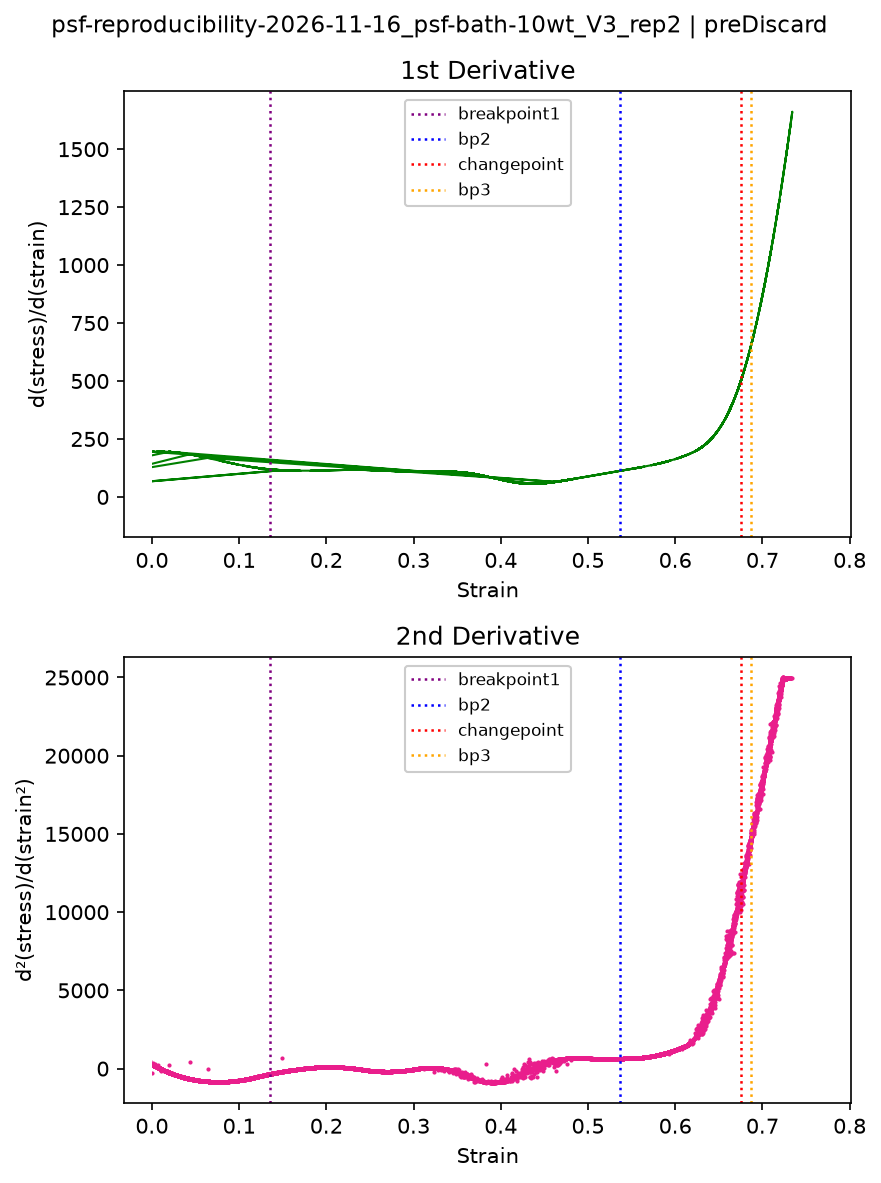 psf-reproducibility-2026-11-16_psf-bath-10wt_V3_rep2 | preDiscard
1st Derivative
breakpoint1
bp2
changepoint
bp3
1500
1250
1000
750
500
250
0
d(stress)/d(strain)
0.0 0.1 0.2 0.3 0.4 0.5 0.6 0.7 0.8
Strain
2nd Derivative
breakpoint1
bp2
changepoint
bp3
25000
20000
15000
10000
5000
0
d²(stress)/d(strain²)
0.0 0.1 0.2 0.3 0.4 0.5 0.6 0.7 0.8
Strain